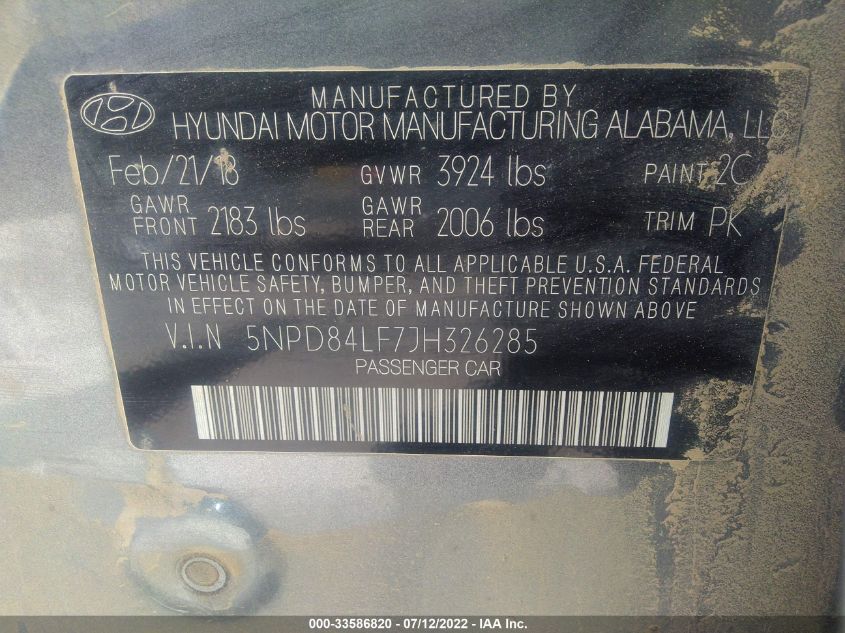 MANUFACTURED BY
HYUNDAI MOTOR MANUFACTURING ALABAMA, LLC
Feb/21/18 GVWR 3924 lbs PAINT 2C
GAWR FRONT 2183 lbs GAWR REAR 2006 lbs TRIM PK
THIS VEHICLE CONFORMS TO ALL APPLICABLE U.S.A. FEDERAL
MOTOR VEHICLE SAFETY, BUMPER, AND THEFT PREVENTION STANDARDS
IN EFFECT ON THE DATE OF MANUFACTURE SHOWN ABOVE
V.I.N 5NPD84LF7JH326285
PASSENGER CAR
000-33586820 - 07/12/2022 - IAA Inc.